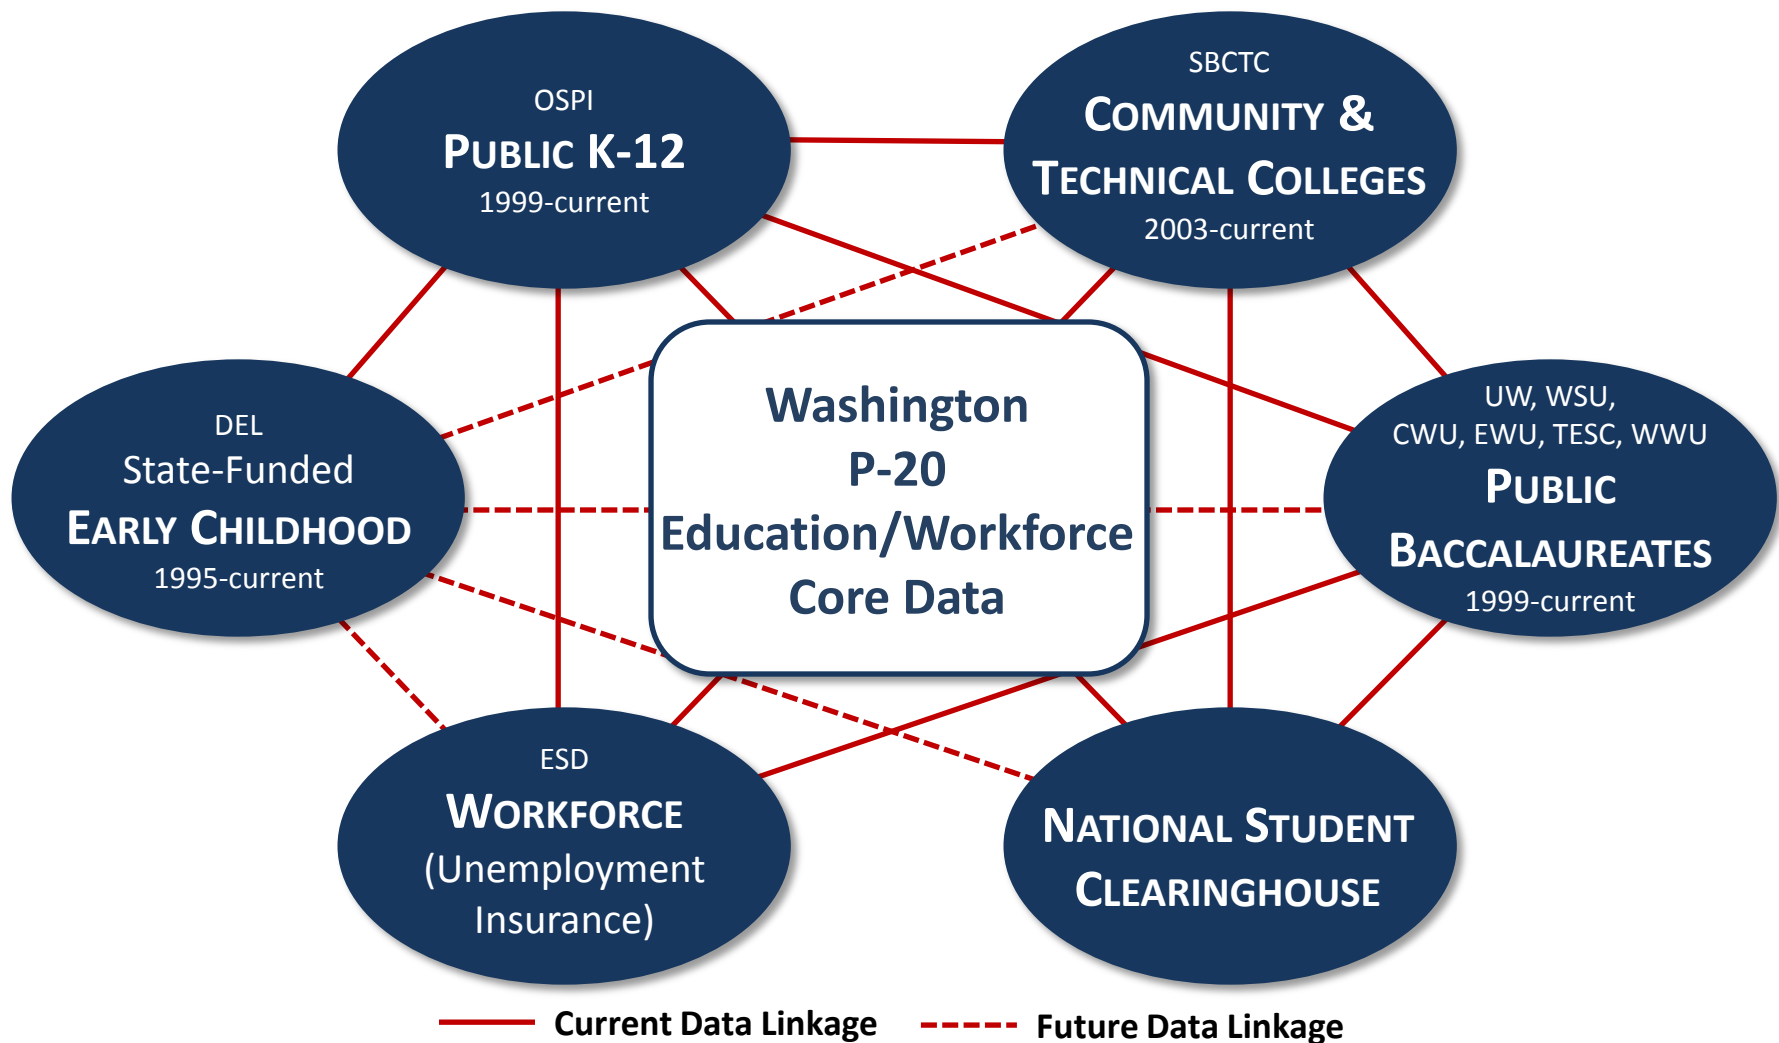 OSPI
PUBLIC K-12
1999-current
SBCTC
COMMUNITY &
TECHNICAL COLLEGES
2003-current
DEL
State-Funded
EARLY CHILDHOOD
1995-current
Washington
P-20
Education/Workforce
Core Data
UW, WSU,
CWU, EWU, TESC, WWU
PUBLIC
BACCALAUREATES
1999-current
ESD
WORKFORCE
(Unemployment
Insurance)
NATIONAL STUDENT
CLEARINGHOUSE
Current Data Linkage
Future Data Linkage